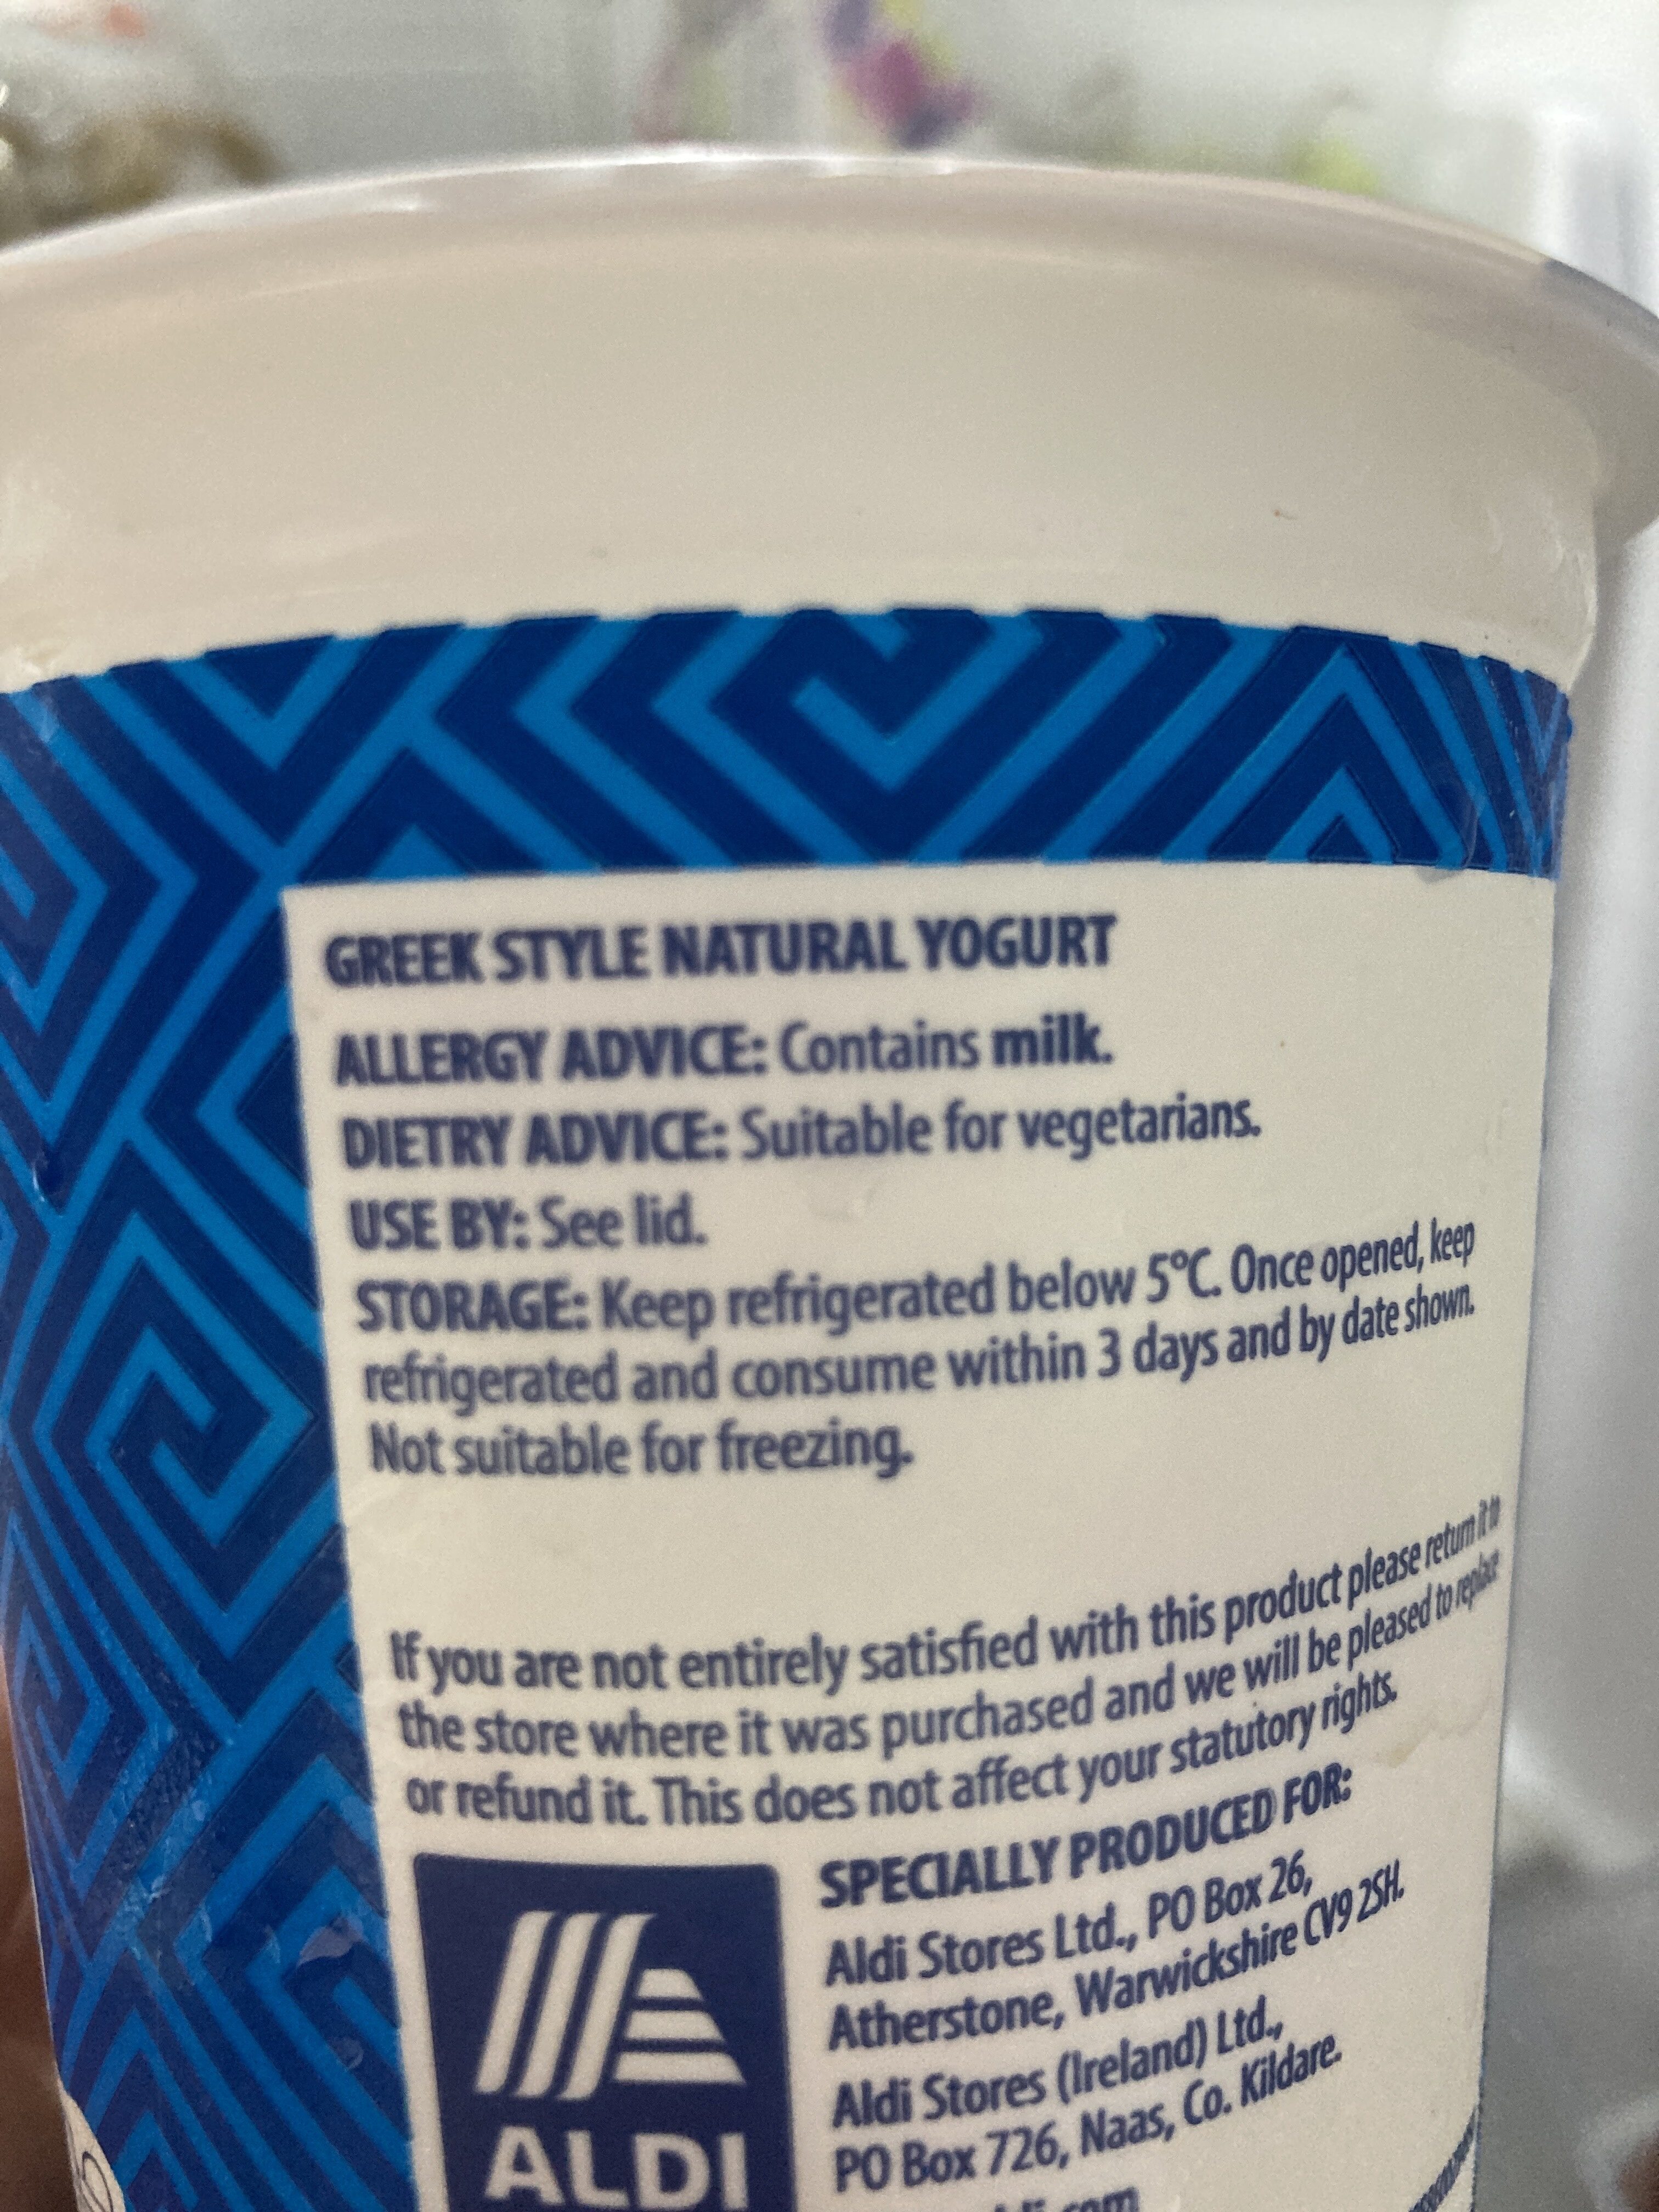 GREEK STYLE NATURAL YOGURT
ALLERGY ADVICE: Contains milk.
DIETRY ADVICE: Suitable for vegetarians.
USE BY: See lid.
STORAGE: Keep refrigerated below 5°C. Once opened, keep
refrigerated and consume within 3 days and by date shown.
Not suitable for freezing.
If you are not entirely satisfied with this product please return it to
the store where it was purchased and we will be pleased to replace
or refund it. This does not affect your statutory rights.
SPECIALLY PRODUCED FOR:
Aldi Stores Ltd., PO Box 26,
Atherstone, Warwickshire CV9 2SH.
Aldi Stores (Ireland) Ltd.,
PO Box 726, Naas, Co. Kildare.
ALDI